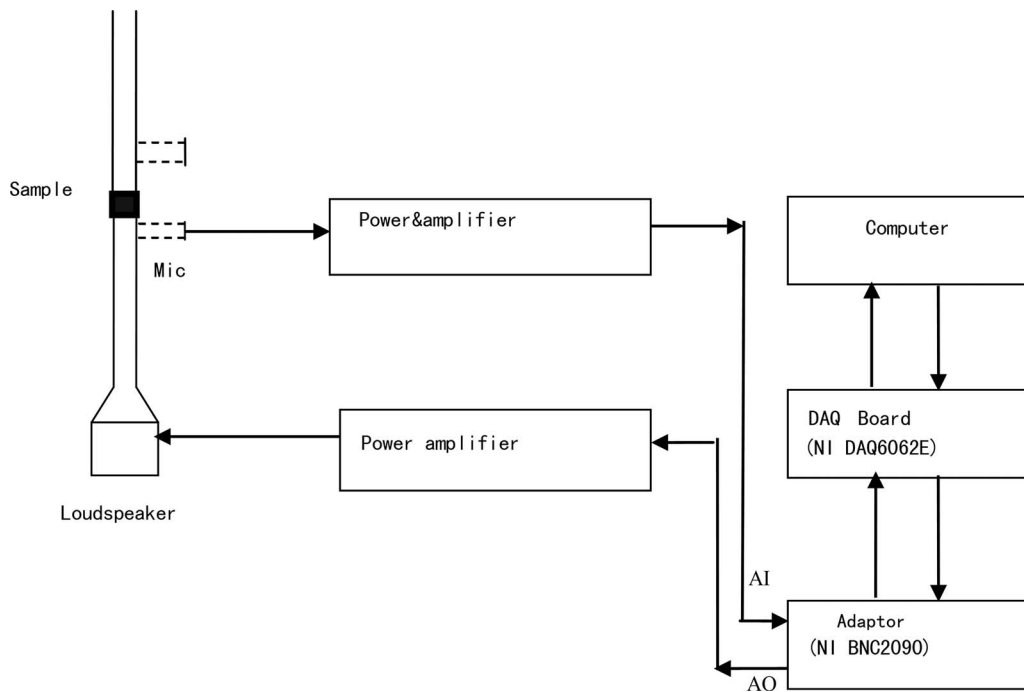 Sample
Mic
Power&amplifier
Computer
Power amplifier
DAQ Board
(NI DAQ6062E)
Loudspeaker
AI
Adaptor
(NI BNC2090)
AO